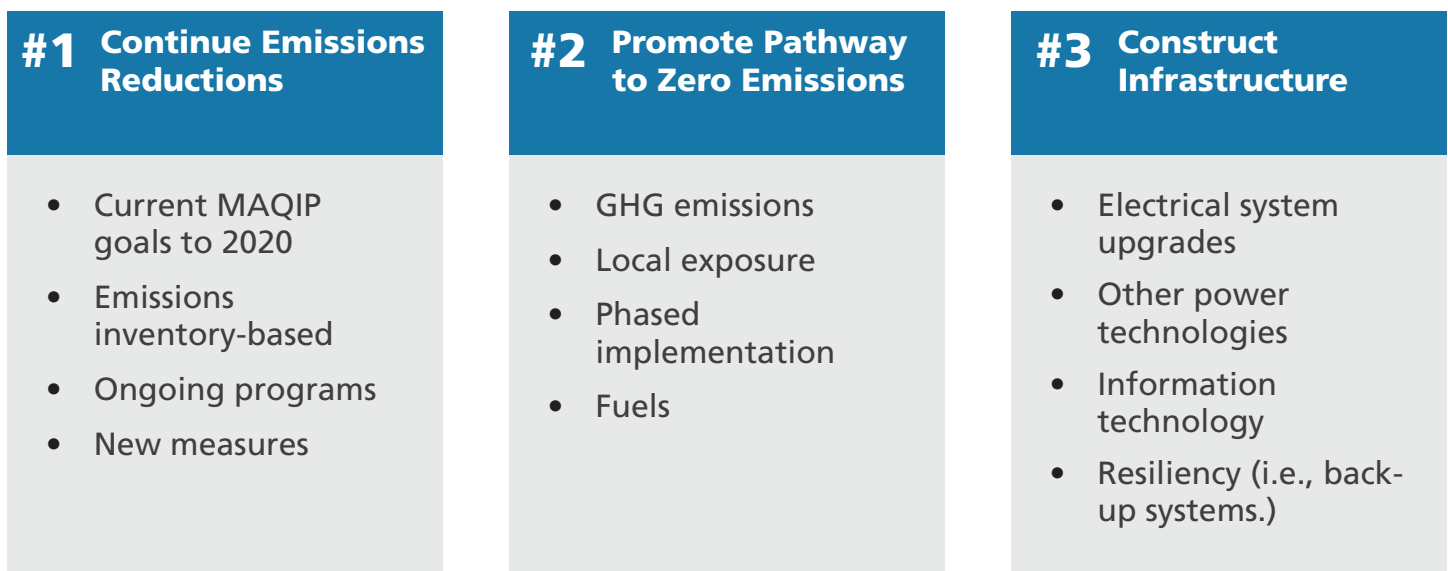 #1 Continue Emissions
Reductions
• Current MAQIP
goals to 2020
• Emissions
inventory-based
• Ongoing programs
• New measures
#2 Promote Pathway
to Zero Emissions
• GHG emissions
• Local exposure
• Phased
implementation
• Fuels
#3 Construct
Infrastructure
• Electrical system
upgrades
• Other power
technologies
• Information
technology
• Resiliency (i.e., back-
up systems.)